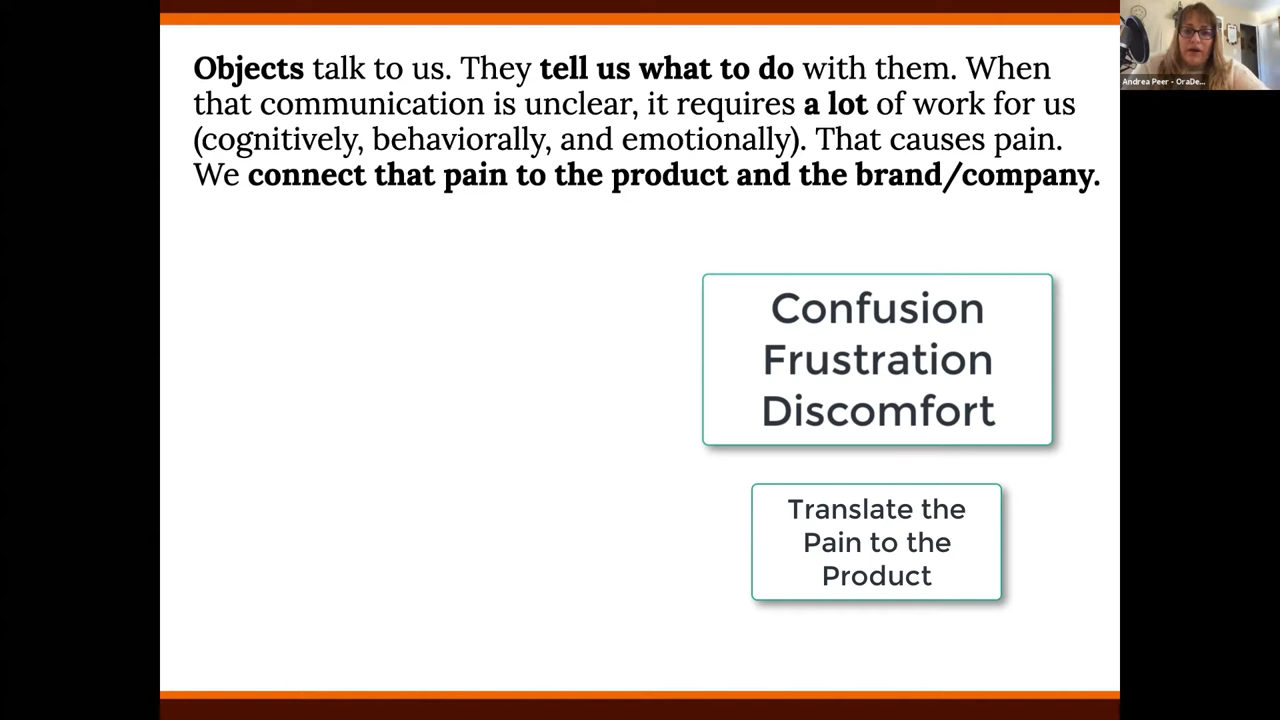 Objects talk to us. They tell us what to do with them. When
that communication is unclear, it requires a lot of work for us
(cognitively, behaviorally, and emotionally). That causes pain.
We connect that pain to the product and the brand/company.
Confusion
Frustration
Discomfort
Translate the
Pain to the
Product
Andrea Peer - OraDe...